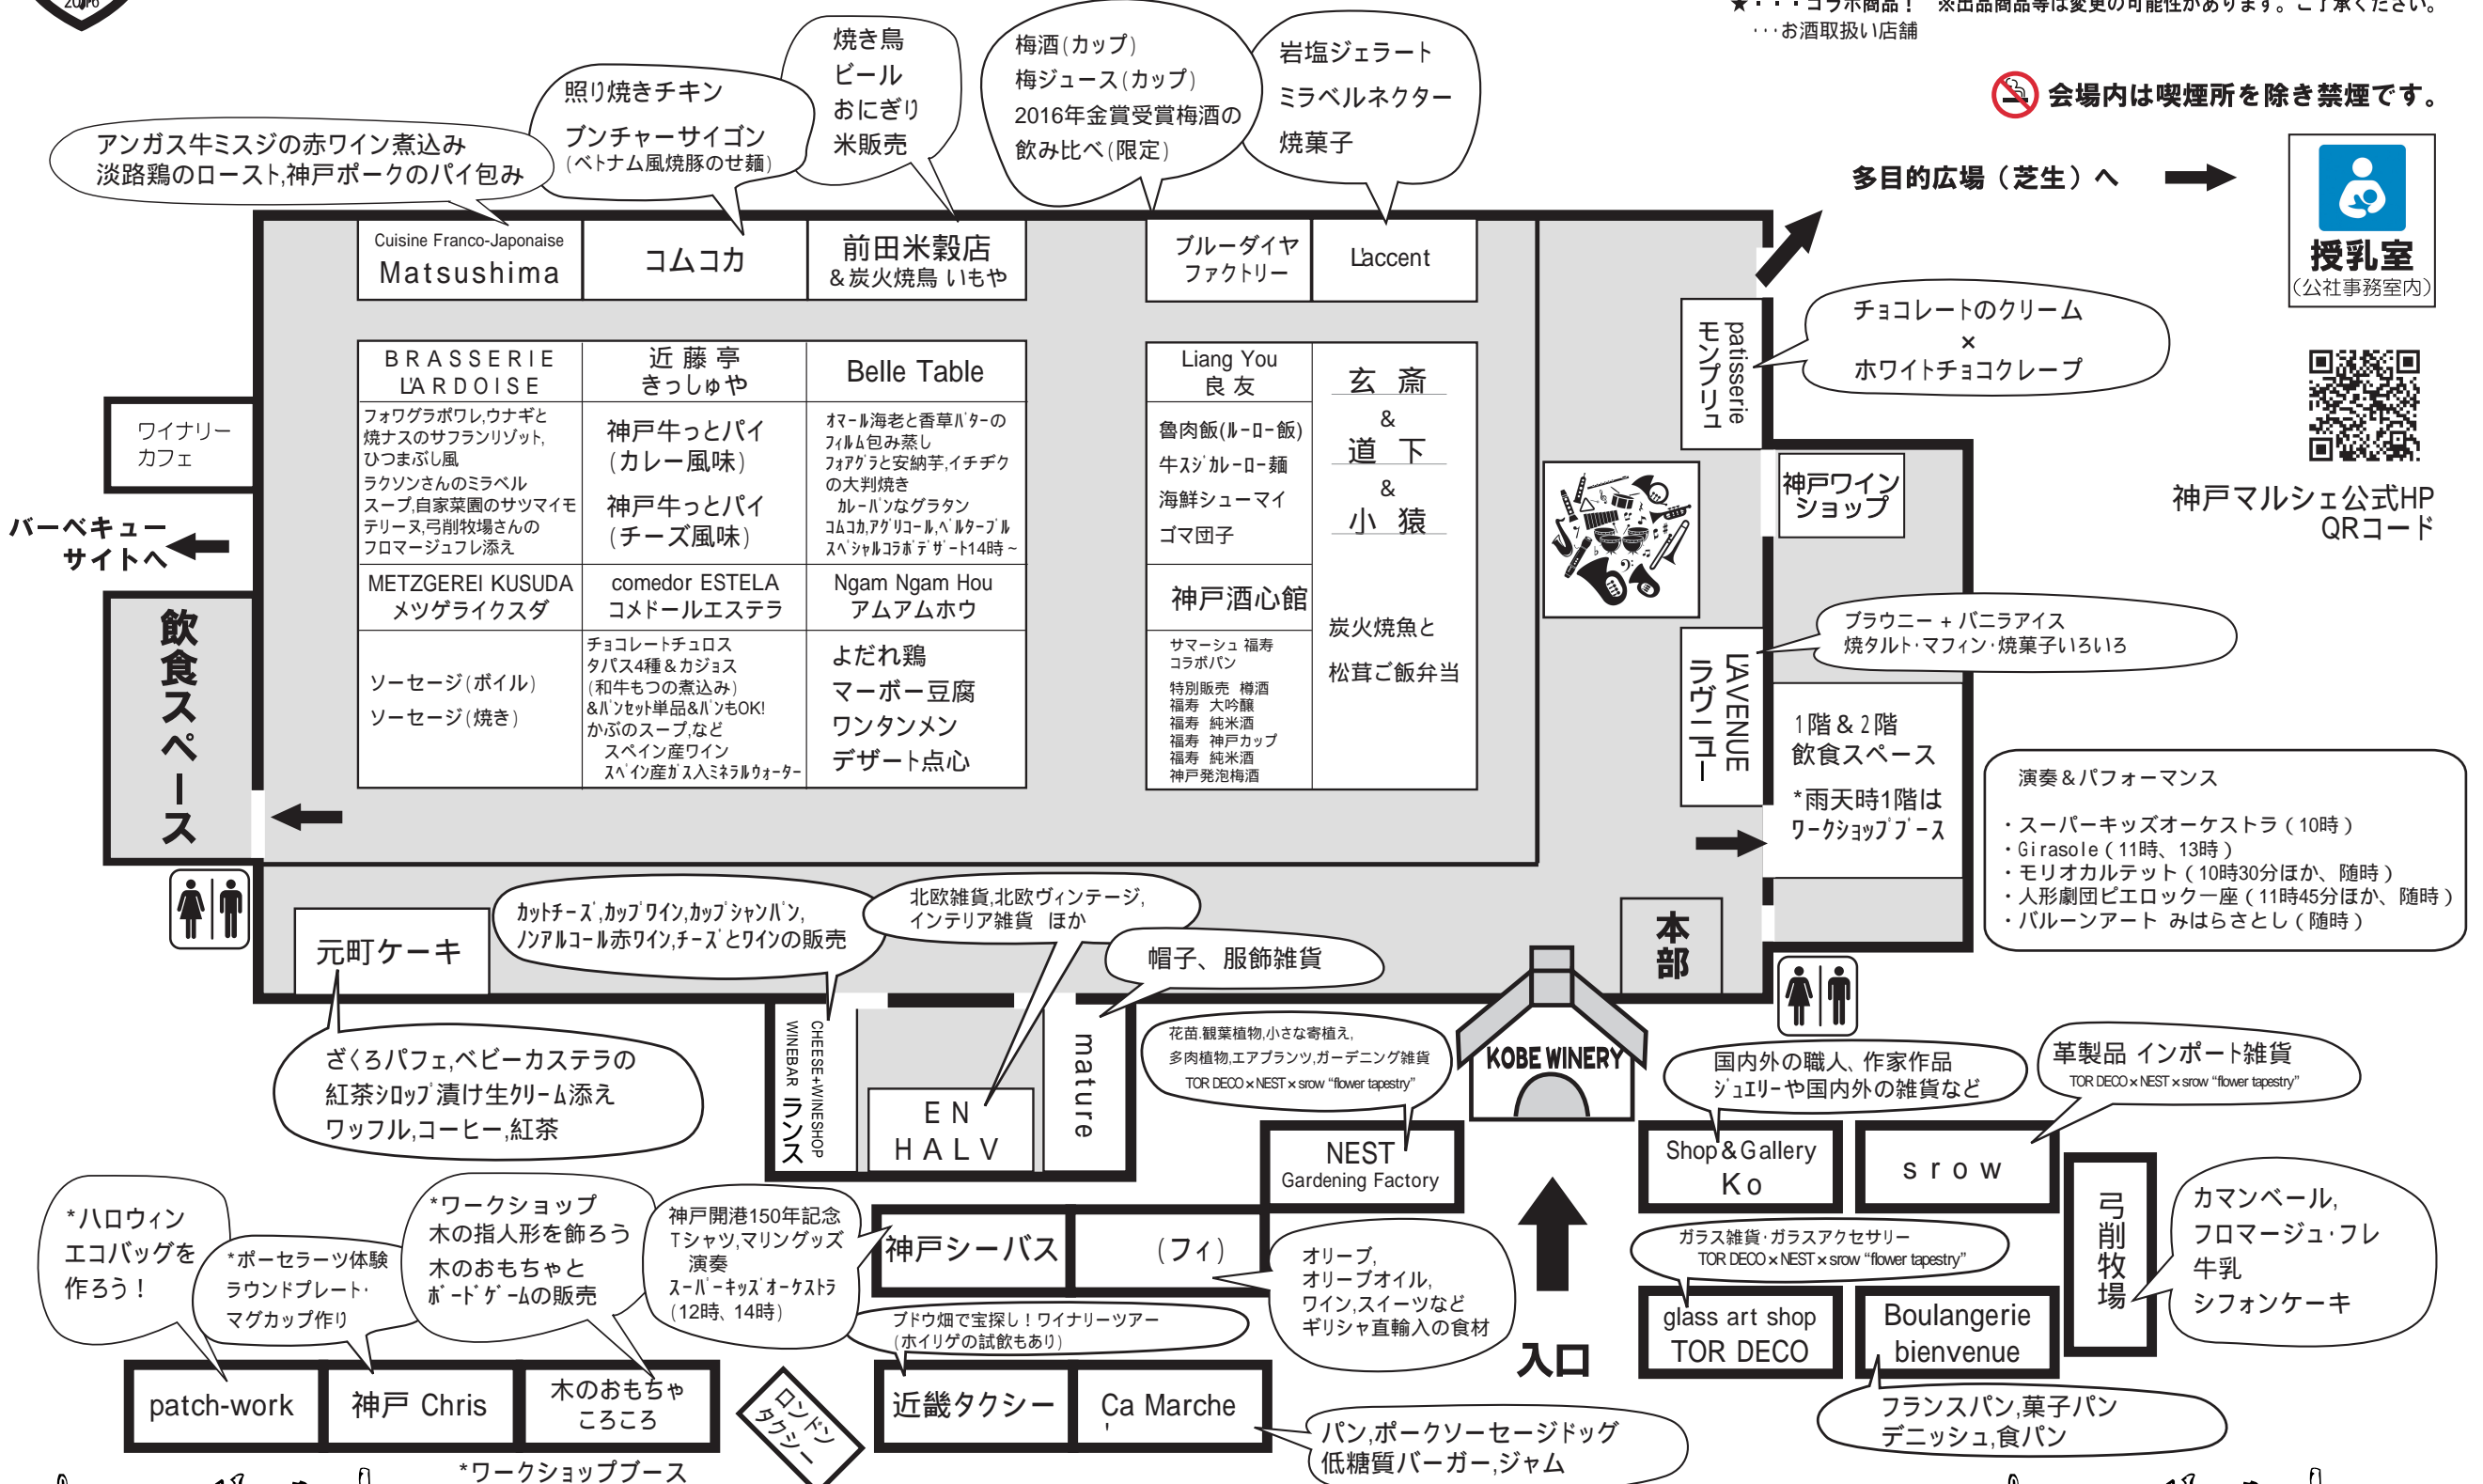 2016
★・・・コラボ商品！　※出品商品等は変更の可能性があります。ご了承ください。
･･･お酒取扱い店舗
会場内は喫煙所を除き禁煙です。
多目的広場（芝生）へ
授乳室
(公社事務室内)
神戸マルシェ公式HP
QRコード
アンガス牛ミスジの赤ワイン煮込み
淡路鶏のロースト,神戸ポークのパイ包み
照り焼きチキン
ブンチャーサイゴン
(ベトナム風焼豚のせ麺)
焼き鳥
ビール
おにぎり
米販売
梅酒(カップ)
梅ジュース(カップ)
2016年金賞受賞梅酒の
飲み比べ(限定)
岩塩ジェラート
ミラベルネクター
焼菓子
Cuisine Franco-Japonaise
Matsushima
コムコカ
前田米穀店
＆炭火焼鳥 いもや
ブルーダイヤ
ファクトリー
L'accent
patisserie
モンプリュ
チョコレートのクリーム
×
ホワイトチョコクレープ
BRASSERIE
L'ARDOISE
フォワグラポワレ,ウナギと
焼ナスのサフランリゾット,
ひつまぶし風
ラクソンさんのミラベル
スープ,自家菜園のサツマイモ
テリーヌ,弓削牧場さんの
フロマージュフレ添え
近藤亭
きっしゅや
神戸牛っとパイ
(カレー風味)
神戸牛っとパイ
(チーズ風味)
Belle Table
ｵﾏｰﾙ海老と香草ﾊﾞﾀｰの
ﾌｨﾙﾑ包み蒸し
ﾌｫｱｸﾞﾗと安納芋,イチヂク
の大判焼き
カレーパンなグラタン
ｺﾑｺｶ,ｱｸﾞﾘｺｰﾙ,ﾍﾞﾙﾀｰﾌﾞﾙ
ｽﾍﾟｼｬﾙｺﾗﾎﾞﾃﾞｻﾞｰﾄ14時～
Liang You
良友
魯肉飯(ﾙｰﾛｰ飯)
牛ｽｼﾞｶﾚｰﾛｰ麺
海鮮シューマイ
ゴマ団子
玄斎
&
道下
&
小猿
炭火焼魚と
松茸ご飯弁当
METZGEREI KUSUDA
メツゲライクスダ
ソーセージ(ボイル)
ソーセージ(焼き)
comedor ESTELA
コメドールエステラ
チョコレートチュロス
タパス4種＆カジョス
(和牛もつの煮込み)
&ﾊﾟﾝｾｯﾄ単品&ﾊﾟﾝもOK!
かぶのスープ,など
スペイン産ワイン
ｽﾍﾟｲﾝ産ｶﾞｽ入ﾐﾈﾗﾙｳｫｰﾀｰ
Ngam Ngam Hou
アムアムホウ
よだれ鶏
マーボー豆腐
ワンタンメン
デザート点心
神戸酒心館
サマーシュ 福寿
コラボパン
特別販売 樽酒
福寿 大吟醸
福寿 純米酒
福寿 神戸カップ
福寿 純米酒
神戸発泡梅酒
ワイナリー
カフェ
バーベキュー
サイトへ
飲食スペース
神戸ワイン
ショップ
ブラウニー + バニラアイス
焼タルト･マフィン･焼菓子いろいろ
L'AVENUE
ラヴニュー
1階＆2階
飲食スペース
*雨天時1階は
ﾜｰｸｼｮｯﾌﾟﾌﾞｰｽ
演奏＆パフォーマンス
・スーパーキッズオーケストラ（10時）
・Girasole（11時、13時）
・モリオカルテット（10時30分ほか、随時）
・人形劇団ピエロック一座（11時45分ほか、随時）
・バルーンアート みはらさとし（随時）
本部
元町ケーキ
ざくろパフェ,ベビーカステラの
紅茶ｼﾛｯﾌﾟ漬け生ｸﾘｰﾑ添え
ワッフル,コーヒー,紅茶
ｶｯﾄﾁｰｽﾞ,ｶｯﾌﾟﾜｲﾝ,ｶｯﾌﾟｼｬﾝﾊﾟﾝ,
ﾉﾝｱﾙｺｰﾙ赤ﾜｲﾝ,ﾁｰｽﾞとﾜｲﾝの販売
北欧雑貨,北欧ヴィンテージ,
インテリア雑貨 ほか
帽子、服飾雑貨
CHEESE+WINESHOP
WINEBAR ランス
EN
HALV
mature
花苗.観葉植物,小さな寄植え,
多肉植物,エアプランツ,ガーデニング雑貨
TOR DECO×NEST×srow “flower tapestry”
KOBE WINERY
国内外の職人、作家作品
ｼﾞｭｴﾘｰや国内外の雑貨など
革製品 インポート雑貨
TOR DECO×NEST×srow “flower tapestry”
NEST
Gardening Factory
Shop&Gallery
Ko
srow
弓削牧場
カマンベール,
フロマージュ･フレ
牛乳
シフォンケーキ
*ハロウィン
エコバッグを
作ろう！
*ポーセラーツ体験
ラウンドプレート･
マグカップ作り
*ワークショップ
木の指人形を飾ろう
木のおもちゃと
ﾎﾞｰﾄﾞｹﾞｰﾑの販売
神戸開港150年記念
Tシャツ,マリングッズ
演奏
ｽｰﾊﾟｰｷｯｽﾞｵｰｹｽﾄﾗ
(12時、14時)
神戸シーバス
(フィ)
オリーブ,
オリーブオイル,
ワイン,スイーツなど
ギリシャ直輸入の食材
ガラス雑貨･ガラスアクセサリー
TOR DECO×NEST×srow “flower tapestry”
ブドウ畑で宝探し！ワイナリーツアー
(ホイリゲの試飲もあり)
入口
glass art shop
TOR DECO
Boulangerie
bienvenue
patch-work
神戸 Chris
木のおもちゃ
ころころ
ロンドン
タクシー
近畿タクシー
Ca Marche
'
パン,ポークソーセージドッグ
低糖質バーガー,ジャム
フランスパン,菓子パン
デニッシュ,食パン
*ワークショップブース